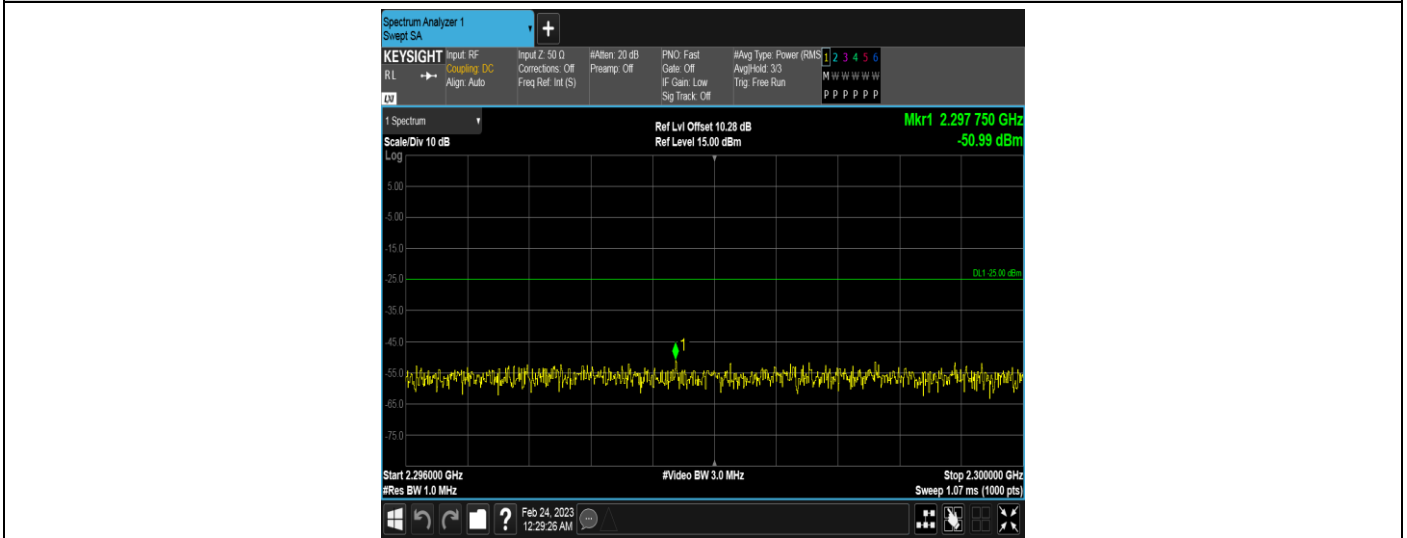 Spectrum Analyzer 1
Swept SA
KEYSIGHT
RL
LXI
Input: RF
Coupling: DC
Align: Auto
Input Z: 50 Ω
Corrections: Off
Freq Ref: Int (S)
#Atten: 20 dB
Preamp: Off
PNO: Fast
Gate: Off
IF Gain: Low
Sig Track: Off
#Avg Type: Power (RMS
Avg|Hold: 3/3
Trig: Free Run
1 2 3 4 5 6
M W W W W W
P P P P P P
1 Spectrum
Scale/Div 10 dB
Ref Lvl Offset 10.28 dB
Ref Level 15.00 dBm
Mkr1 2.297 750 GHz
-50.99 dBm
Log
5.00
-5.00
-15.0
-25.0
DL1 -25.00 dBm
-35.0
-45.0
1
-55.0
-65.0
-75.0
Start 2.296000 GHz
#Video BW 3.0 MHz
Stop 2.300000 GHz
#Res BW 1.0 MHz
Sweep 1.07 ms (1000 pts)
?
Feb 24, 2023
12:29:26 AM